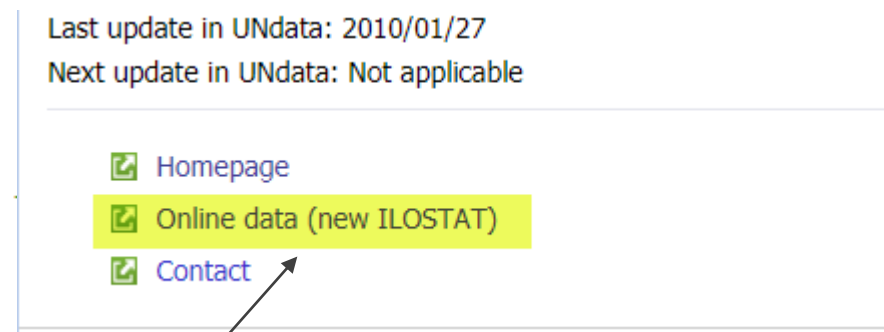 Last update in UNdata: 2010/01/27
Next update in UNdata: Not applicable
Homepage
Online data (new ILOSTAT)
Contact